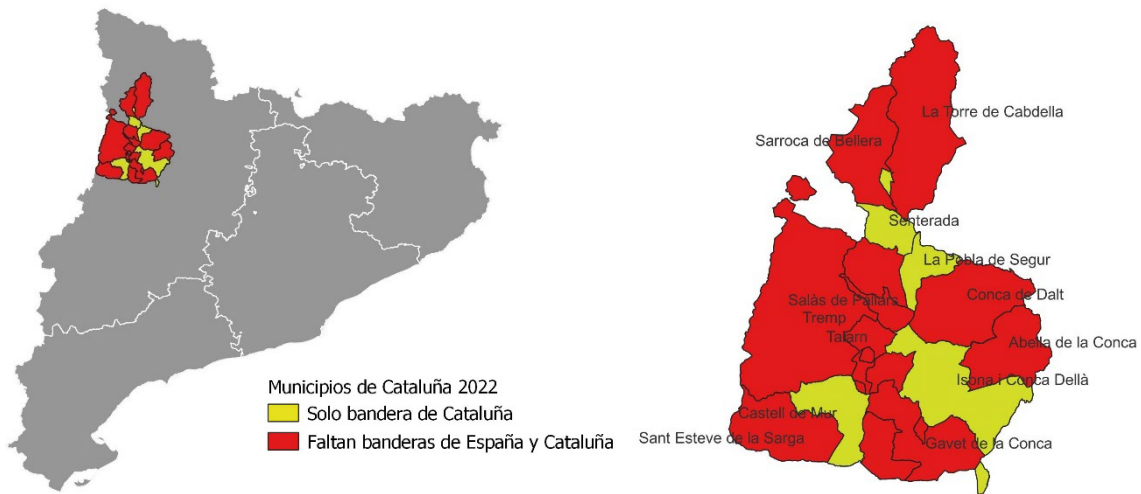 Municipios de Cataluña 2022
Solo bandera de Cataluña
Faltan banderas de España y Cataluña
La Torre de Cabdella
Sarroca de Bellera
Senterada
La Pobla de Segur
Conca de Dalt
Salàs de Pallars
Tremp
Talarn
Abella de la Conca
Isona i Conca Dellà
Castell de Mur
Sant Esteve de la Sarga
Gavet de la Conca